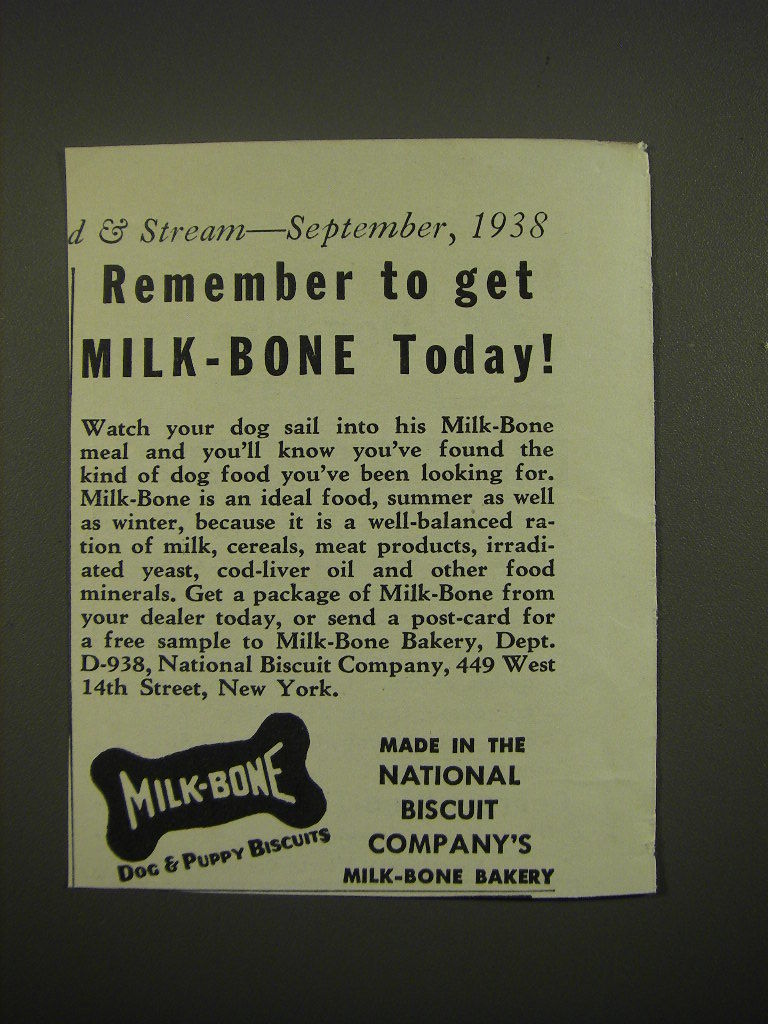 d & Stream—September, 1938
Remember to get
MILK-BONE Today!
Watch your dog sail into his Milk-Bone
meal and you'll know you've found the
kind of dog food you've been looking for.
Milk-Bone is an ideal food, summer as well
as winter, because it is a well-balanced ra-
tion of milk, cereals, meat products, irradi-
ated yeast, cod-liver oil and other food
minerals. Get a package of Milk-Bone from
your dealer today, or send a post-card for
a free sample to Milk-Bone Bakery, Dept.
D-938, National Biscuit Company, 449 West
14th Street, New York.
MILK-BONE
DOG & PUPPY BISCUITS
MADE IN THE
NATIONAL
BISCUIT
COMPANY'S
MILK-BONE BAKERY